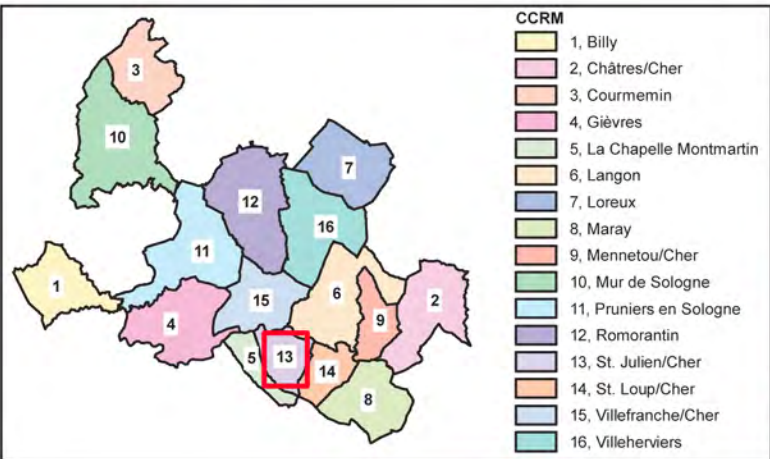 CCRM
1, Billy
2, Châtres/Cher
3, Courmemin
4, Gièvres
5, La Chapelle Montmartin
6, Langon
7, Loreux
8, Maray
9, Mennetou/Cher
10, Mur de Sologne
11, Pruniers en Sologne
12, Romorantin
13, St. Julien/Cher
14, St. Loup/Cher
15, Villefranche/Cher
16, Villeherviers
3
10
7
12
16
11
1
2
15
6
4
9
13
5
14
8